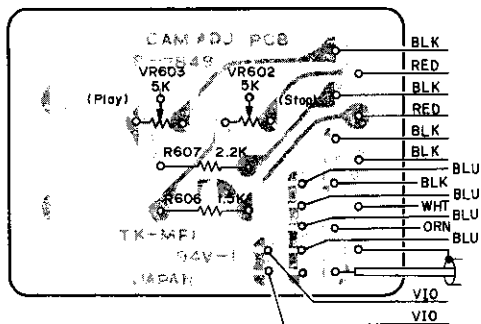 CAM ADJ PCB
VR603
5K
VR602
5K
(Play)
(Stop)
R607 2.2K
R606 1.5K
TK-MFI
94V-
JAPAN
BLK
RED
BLK
RED
BLK
BLK
BLU
BLK
BLU
WHT
BLU
ORN
BLU
VIO
VIO